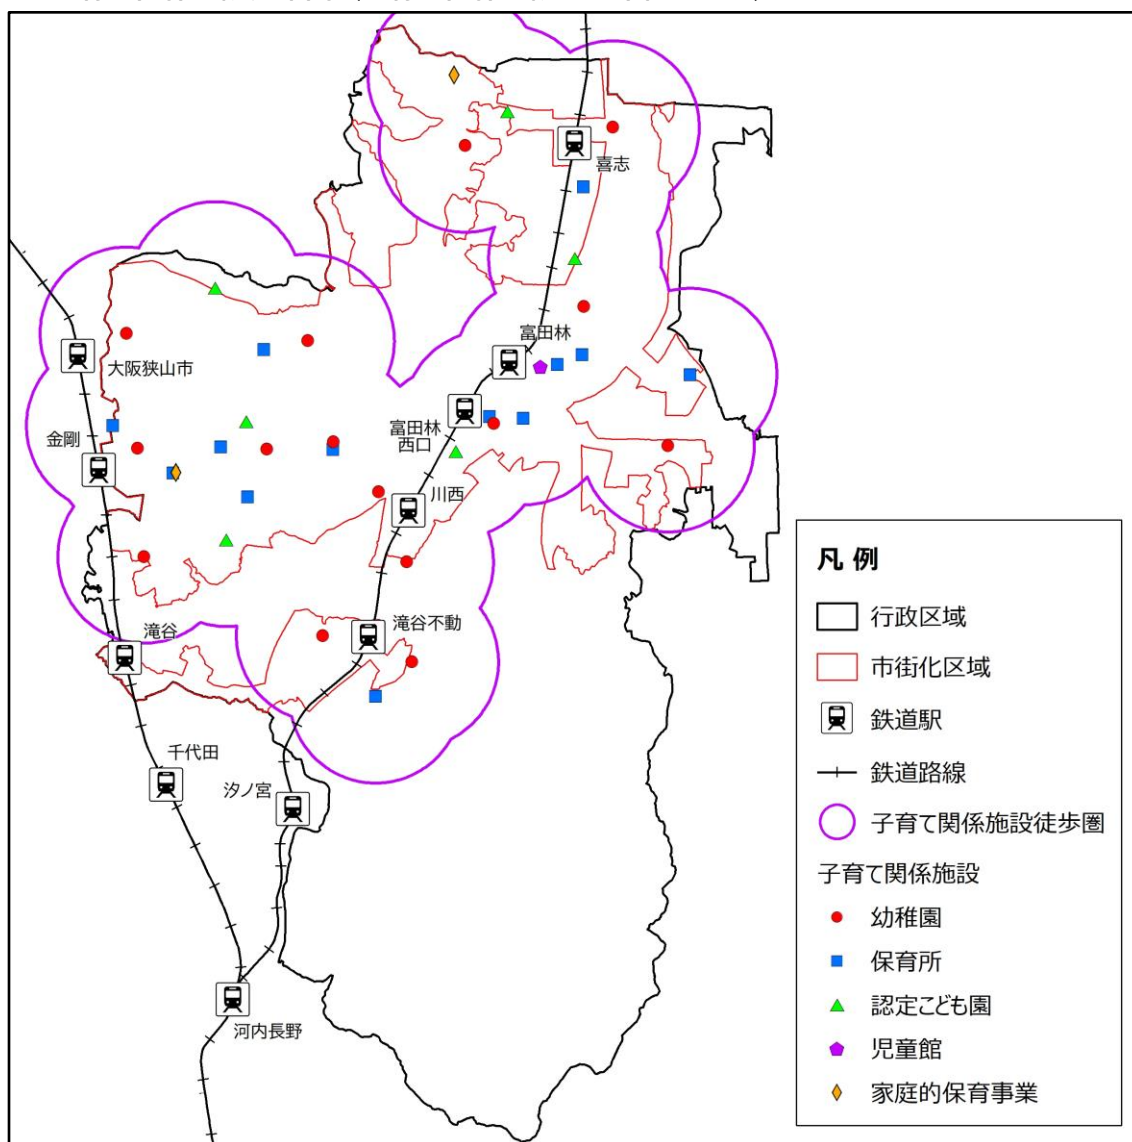 喜志
富田林
大阪狭山市
金剛
富田林
西口
川西
滝谷不動
滝谷
千代田
汐ノ宮
河内長野
凡 例
行政区域
市街化区域
鉄道駅
鉄道路線
子育て関係施設徒歩圏
子育て関係施設
幼稚園
保育所
認定こども園
児童館
家庭的保育事業